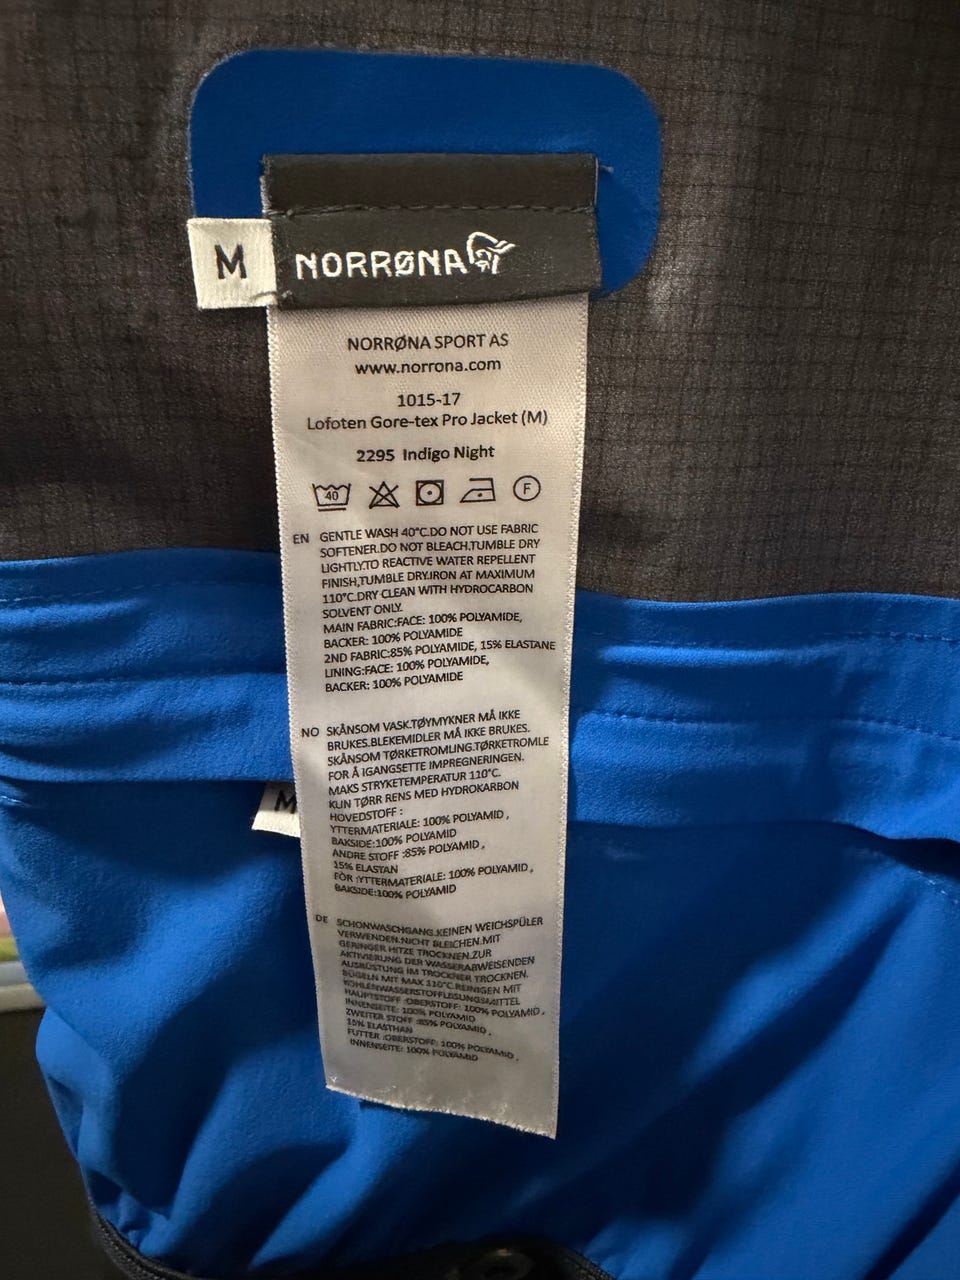 M
NORRØNA
NORRØNA SPORT AS
www.norrona.com
1015-17
Lofoten Gore-tex Pro Jacket (M)
2295 Indigo Night
40
F
EN GENTLE WASH 40°C.DO NOT USE FABRIC
SOFTENER.DO NOT BLEACH.TUMBLE DRY
LIGHTLY.TO REACTIVE WATER REPELLENT
FINISH,TUMBLE DRY.IRON AT MAXIMUM
110°C.DRY CLEAN WITH HYDROCARBON
SOLVENT ONLY.
MAIN FABRIC:FACE: 100% POLYAMIDE,
BACKER: 100% POLYAMIDE
2ND FABRIC:85% POLYAMIDE, 15% ELASTANE
LINING:FACE: 100% POLYAMIDE,
BACKER: 100% POLYAMIDE
NO SKÅNSOM VASK.TØYMYKNER MÅ IKKE
BRUKES.BLEKEMIDLER MÅ IKKE BRUKES.
SKÅNSOM TØRKETROMLING.TØRKETROMLE
FOR Å IGANGSETTE IMPREGNERINGEN.
MAKS STRYKETEMPERATUR 110°C.
KUN TØRR RENS MED HYDROKARBON
HOVEDSTOFF :
YTTERMATERIALE: 100% POLYAMID ,
BAKSIDE:100% POLYAMID
ANDRE STOFF :85% POLYAMID ,
15% ELASTAN
FÔR :YTTERMATERIALE: 100% POLYAMID ,
BAKSIDE:100% POLYAMID
M
DE SCHONWASCHGANG.KEINEN WEICHSPÜLER
VERWENDEN.NICHT BLEICHEN.MIT
GERINGER HITZE TROCKNEN.ZUR
AKTIVIERUNG DER WASSERABWEISENDEN
AUSRÜSTUNG IM TROCKNER TROCKNEN.
BÜGELN MIT MAX 110°C.REINIGEN MIT
KOHLENWASSERSTOFFLÖSUNGSMITTEL
HAUPTSTOFF :OBERSTOFF: 100% POLYAMID ,
INNENSEITE: 100% POLYAMID
ZWEITER STOFF :85% POLYAMID ,
15% ELASTHAN
FUTTER :OBERSTOFF: 100% POLYAMID ,
INNENSEITE: 100% POLYAMID